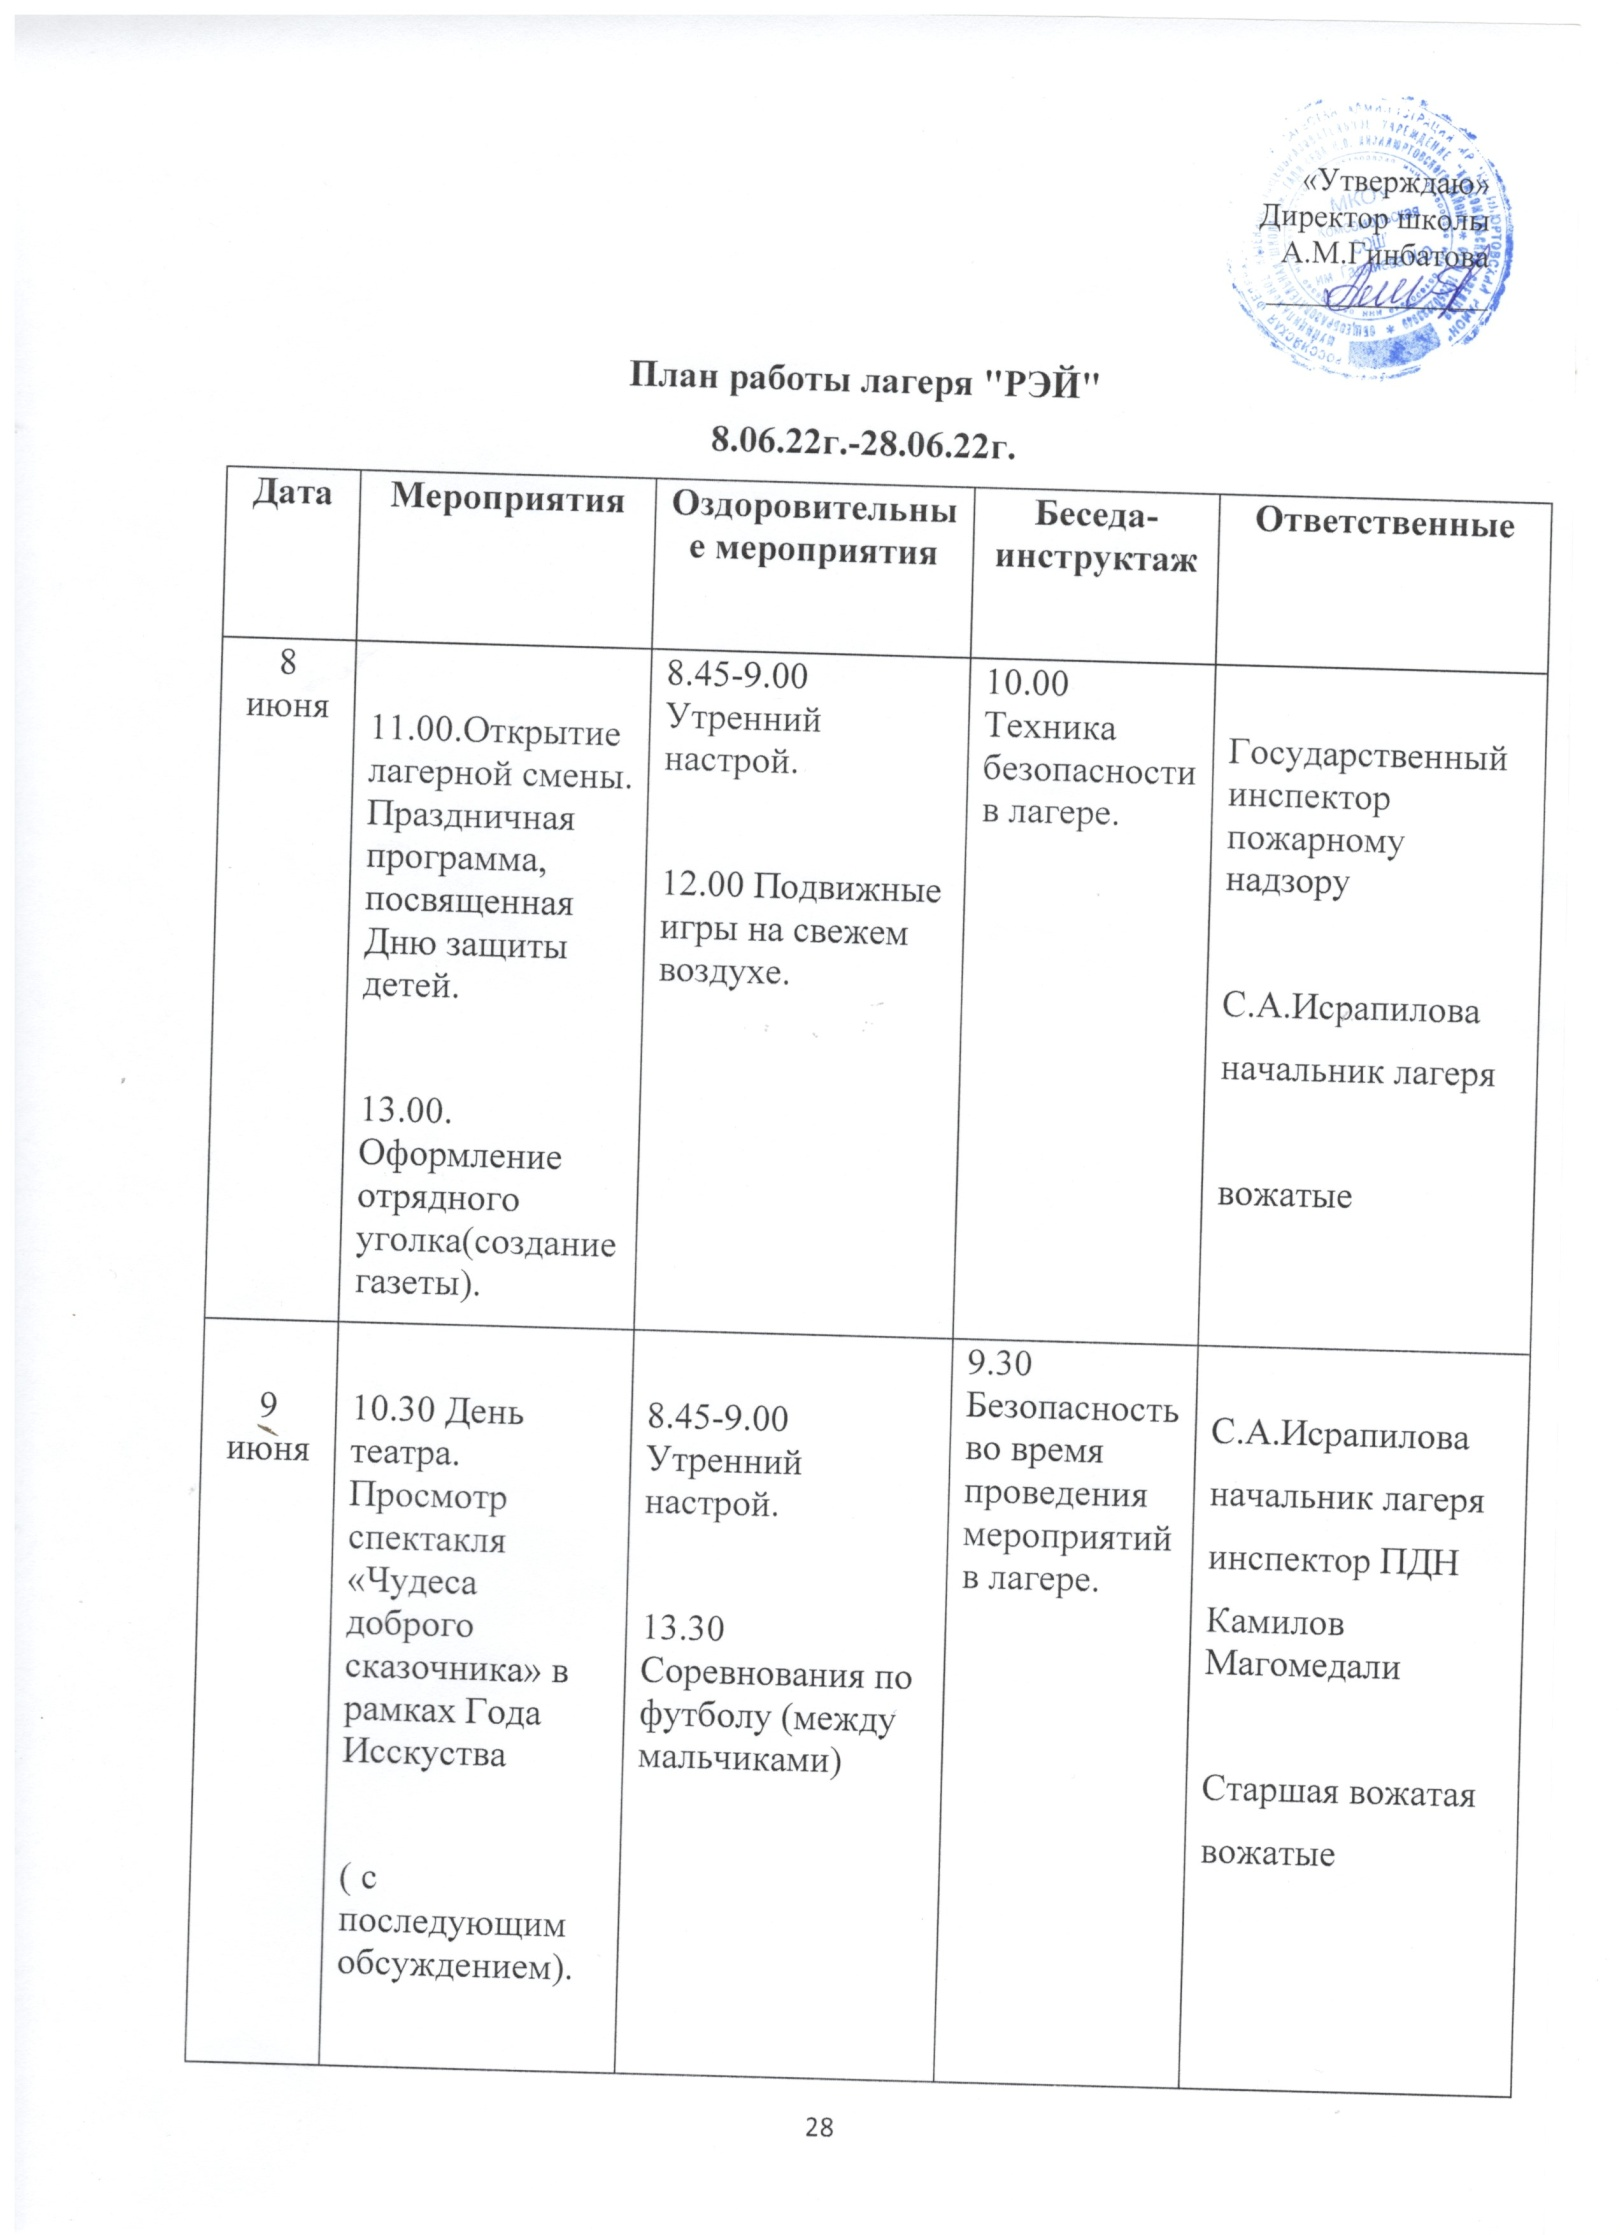 «Утверждаю»
Директор школы
А.М.Гинбатова
План работы лагеря "РЭЙ"
8.06.22г.-28.06.22г.
Дата
Мероприятия
Оздоровительны
е мероприятия
Беседа-
инструктаж
Ответственные
8
июня
11.00.Открытие
лагерной смены.
Праздничная
программа,
посвященная
Дню защиты
детей.
13.00.
Оформление
отрядного
уголка(создание
газеты).
8.45-9.00
Утренний
настрой.
12.00 Подвижные
игры на свежем
воздухе.
10.00
Техника
безопасности
в лагере.
Государственный
инспектор
пожарному
надзору
С.А.Исрапилова
начальник лагеря
вожатые
9
июня
10.30 День
театра.
Просмотр
спектакля
«Чудеса
доброго
сказочника» в
рамках Года
Исскуства
( с
последующим
обсуждением).
8.45-9.00
Утренний
настрой.
13.30
Соревнования по
футболу (между
мальчиками)
9.30
Безопасность
во время
проведения
мероприятий
в лагере.
С.А.Исрапилова
начальник лагеря
инспектор ПДН
Камилов
Магомедали
Старшая вожатая
вожатые
28